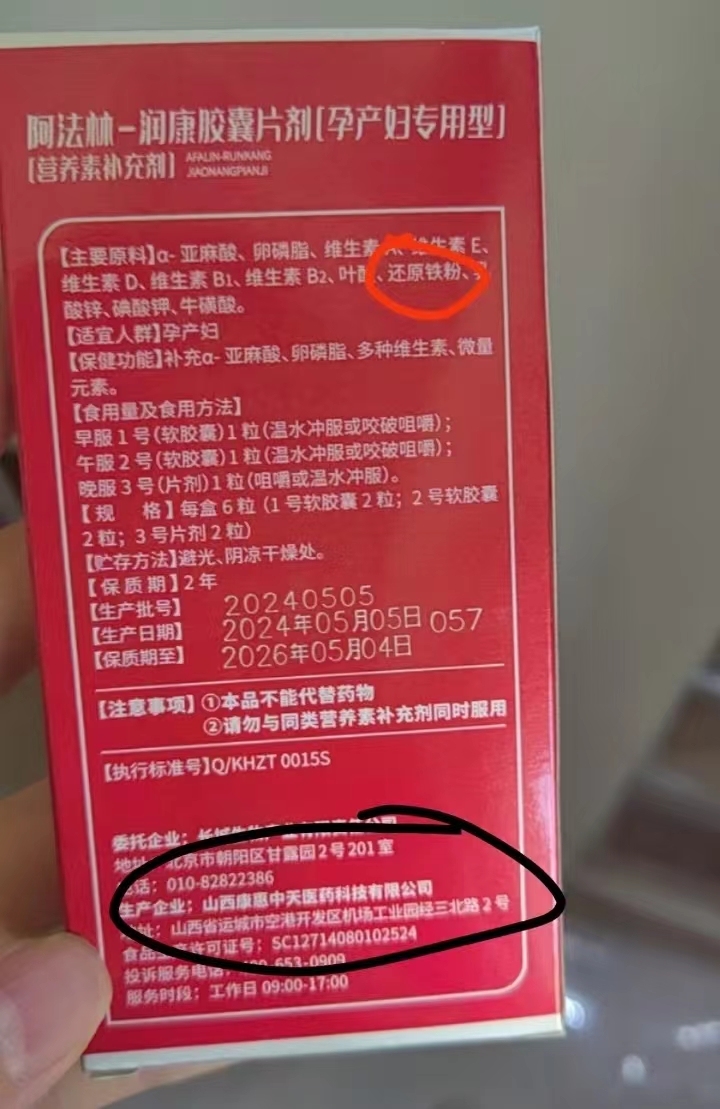 阿法林-润康胶囊片剂(孕产妇专用型)
[营养素补充剂] AFALIN-RUNKANG
JIAONANGPIANJI
【主要原料】α-亚麻酸、卵磷脂、维生素 、维生素 E、
维生素 D、维生素 B1、维生素 B2、叶酸、还原铁粉、
酸锌、碘酸钾、牛磺酸。
【适宜人群】孕产妇
【保健功能】补充α-亚麻酸、卵磷脂、多种维生素、微量
元素。
【食用量及食用方法】
早服 1 号(软胶囊)1 粒(温水冲服或咬破咀嚼);
午服 2 号(软胶囊)1 粒(温水冲服或咬破咀嚼);
晚服 3 号(片剂)1 粒(咀嚼或温水冲服)。
【规 格】每盒 6 粒 (1 号软胶囊 2 粒; 2 号软胶囊
2 粒; 3 号片剂 2 粒)
【贮存方法】避光、阴凉干燥处。
【保 质 期】2 年
【生产批号】 20240505
【生产日期】 2024年05月05日 057
【保质期至】 2026年05月04日
【注意事项】①本品不能代替药物
②请勿与同类营养素补充剂同时服用
【执行标准号】Q/KHZT 0015S
委托企业:
地址: 北京市朝阳区甘露园 2 号 201 室
电话: 010-82822386
生产企业: 山西康惠中天医药科技有限公司
地址: 山西省运城市空港开发区机场工业园经三北路 2 号
食品生产许可证号: SC12714080102524
投诉服务电话: 653-0909
服务时段: 工作日 09:00-17:00